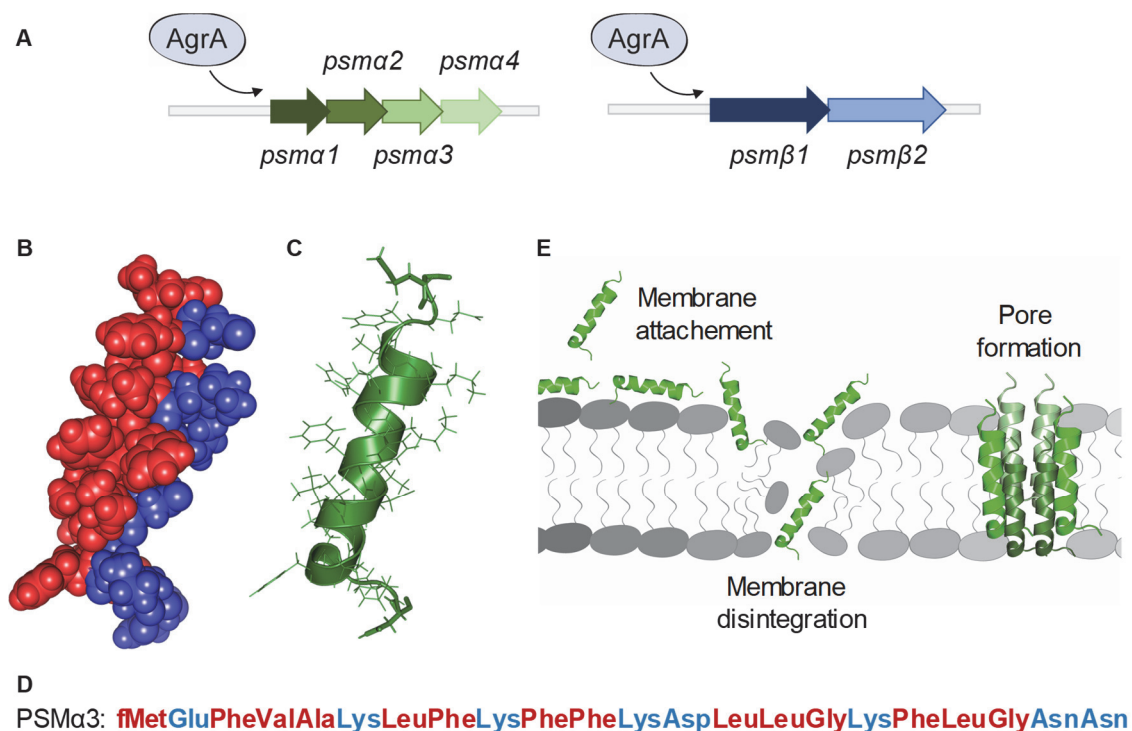 A
AgrA
psmα2
psmα4
psmα1
psmα3
AgrA
psmβ1
psmβ2
B
C
E
Membrane
attachement
Pore
formation
Membrane
disintegration
D
PSMα3: fMetGluPheValAlaLysLeuPheLysPhePheLysAspLeuLeuGlyLysPheLeuGlyAsnAsn